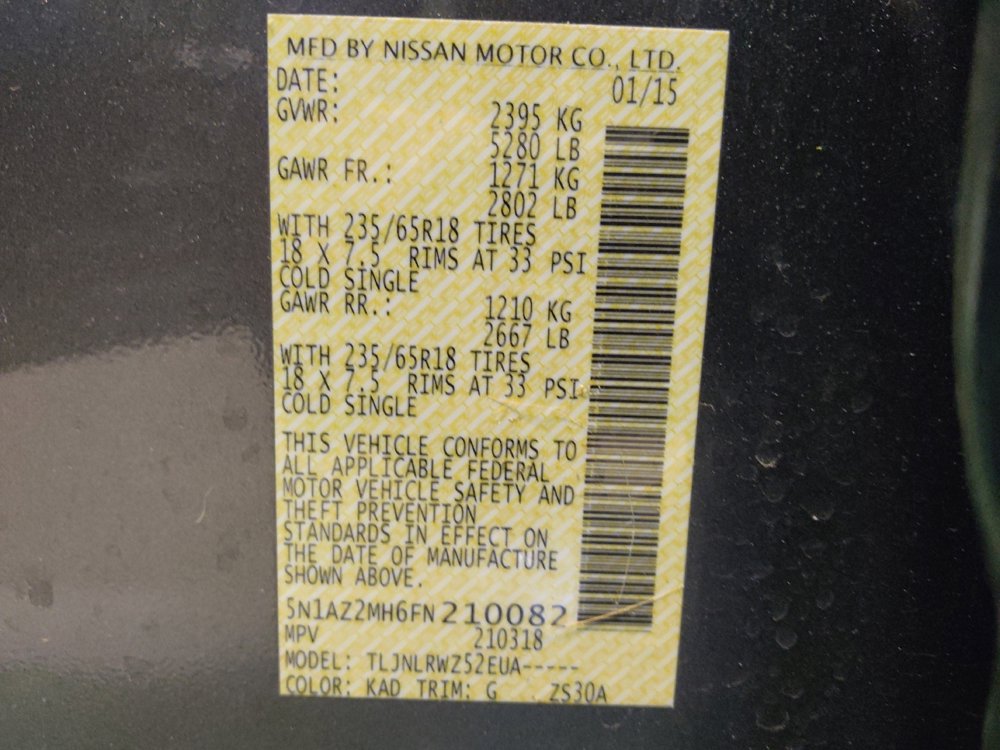 MFD BY NISSAN MOTOR CO., LTD.
DATE: 01/15
GVWR: 2395 KG
5280 LB
GAWR FR.: 1271 KG
2802 LB
WITH 235/65R18 TIRES
18 X 7.5 RIMS AT 33 PSI
COLD SINGLE
GAWR RR.: 1210 KG
2667 LB
WITH 235/65R18 TIRES
18 X 7.5 RIMS AT 33 PSI
COLD SINGLE
THIS VEHICLE CONFORMS TO
ALL APPLICABLE FEDERAL
MOTOR VEHICLE SAFETY AND
THEFT PREVENTION
STANDARDS IN EFFECT ON
THE DATE OF MANUFACTURE
SHOWN ABOVE.
5N1AZ2MH6FN 210082
MPV 210318
MODEL: TLJNLRWZ52EUA-----
COLOR: KAD TRIM: G ZS30A